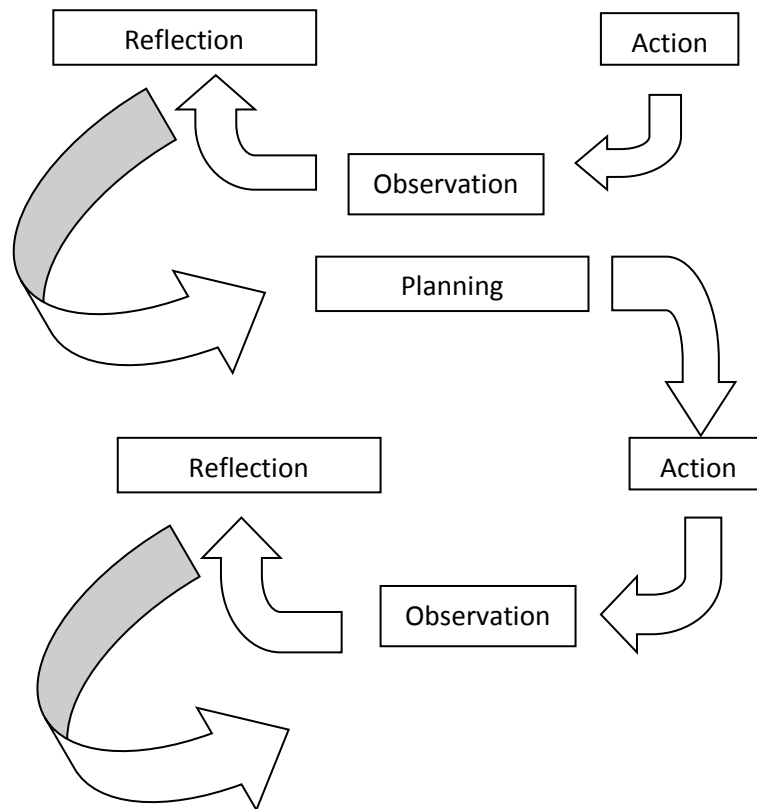 Reflection
Action
Observation
Planning
Reflection
Action
Observation